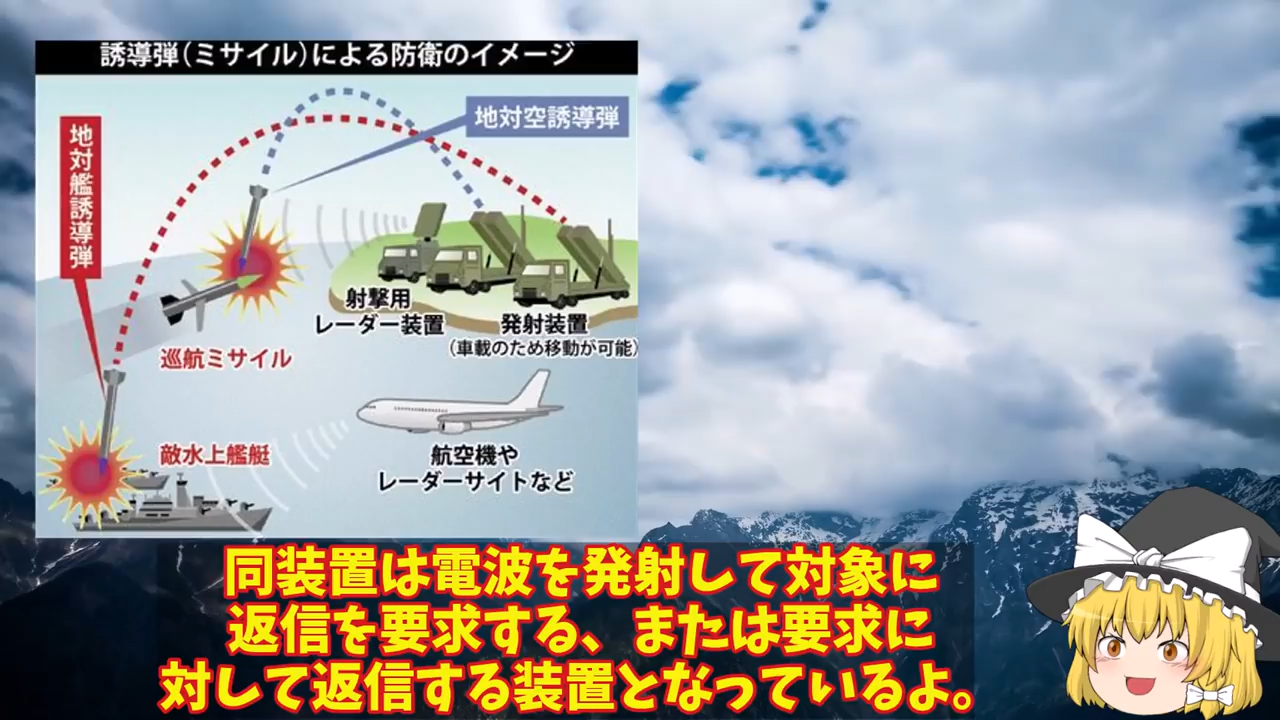 誘導弾(ミサイル)による防衛のイメージ
地対空誘導弾
地対艦誘導弾
射撃用
レーダー装置
発射装置
(車載のため移動が可能)
巡航ミサイル
敵水上艦艇
航空機や
レーダーサイトなど
同装置は電波を発射して対象に
返信を要求する、または要求に
対して返信する装置となっているよ。